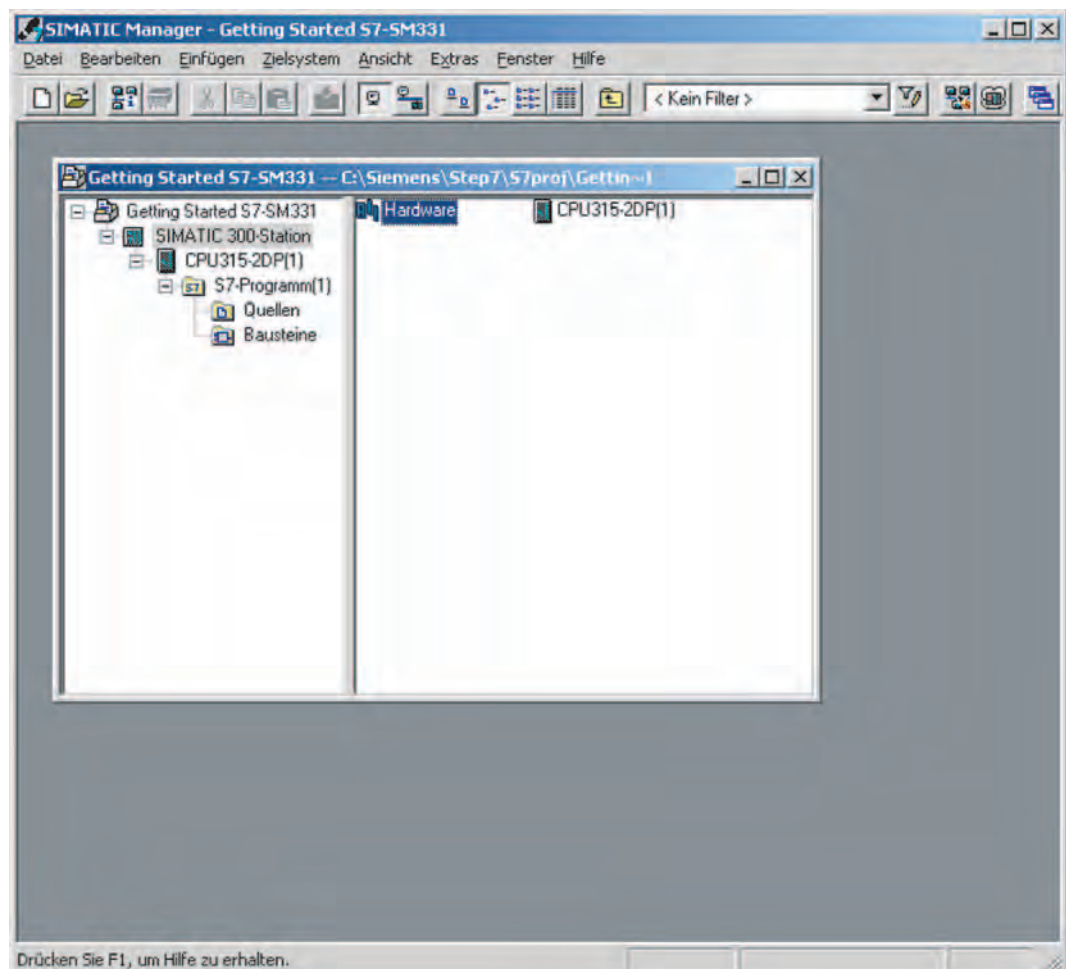 SIMATIC Manager - Getting Started S7-SM331
Datei Bearbeiten Einfügen Zielsystem Ansicht Extras Fenster Hilfe
< Kein Filter >
Getting Started S7-SM331 -- C:\Siemens\Step7\S7proj\Gettin~1
Getting Started S7-SM331
SIMATIC 300-Station
CPU315-2DP(1)
S7-Programm(1)
Quellen
Bausteine
Hardware
CPU315-2DP(1)
Drücken Sie F1, um Hilfe zu erhalten.